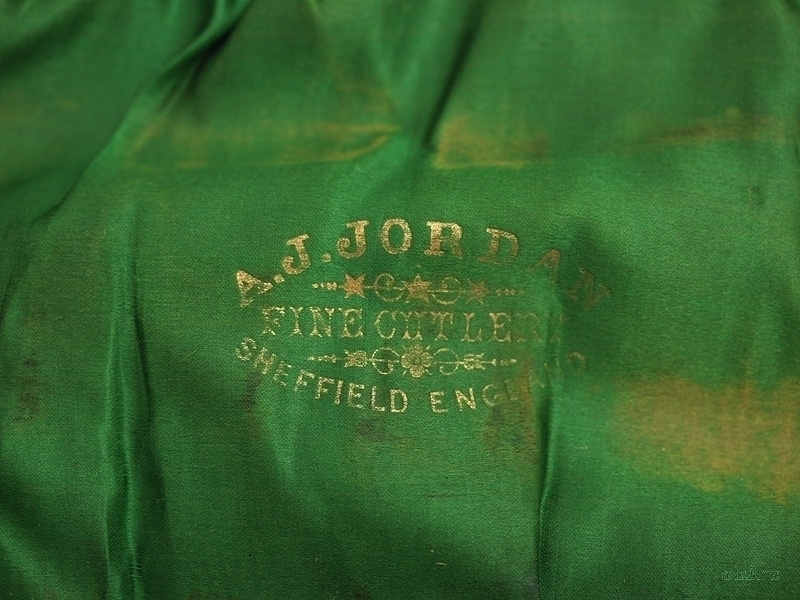 A.J.JORDAN
FINE CUTLERY
SHEFFIELD ENGLAND